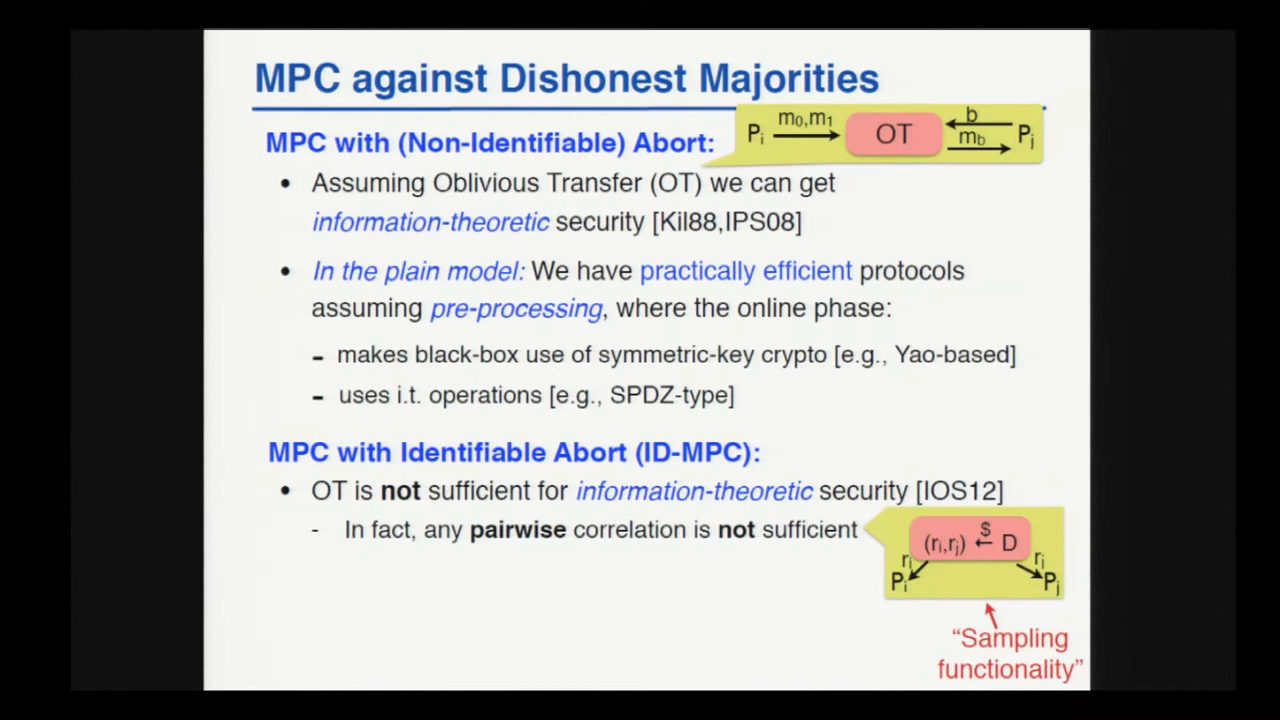 MPC against Dishonest Majorities
MPC with (Non-Identifiable) Abort:
Pi m0,m1 OT b mb Pj
• Assuming Oblivious Transfer (OT) we can get
information-theoretic security [Kil88,IPS08]
• In the plain model: We have practically efficient protocols
assuming pre-processing, where the online phase:
- makes black-box use of symmetric-key crypto [e.g., Yao-based]
- uses i.t. operations [e.g., SPDZ-type]
MPC with Identifiable Abort (ID-MPC):
• OT is not sufficient for information-theoretic security [IOS12]
- In fact, any pairwise correlation is not sufficient
(ri,rj) $← D
ri rj
Pi Pj
“Sampling
functionality”